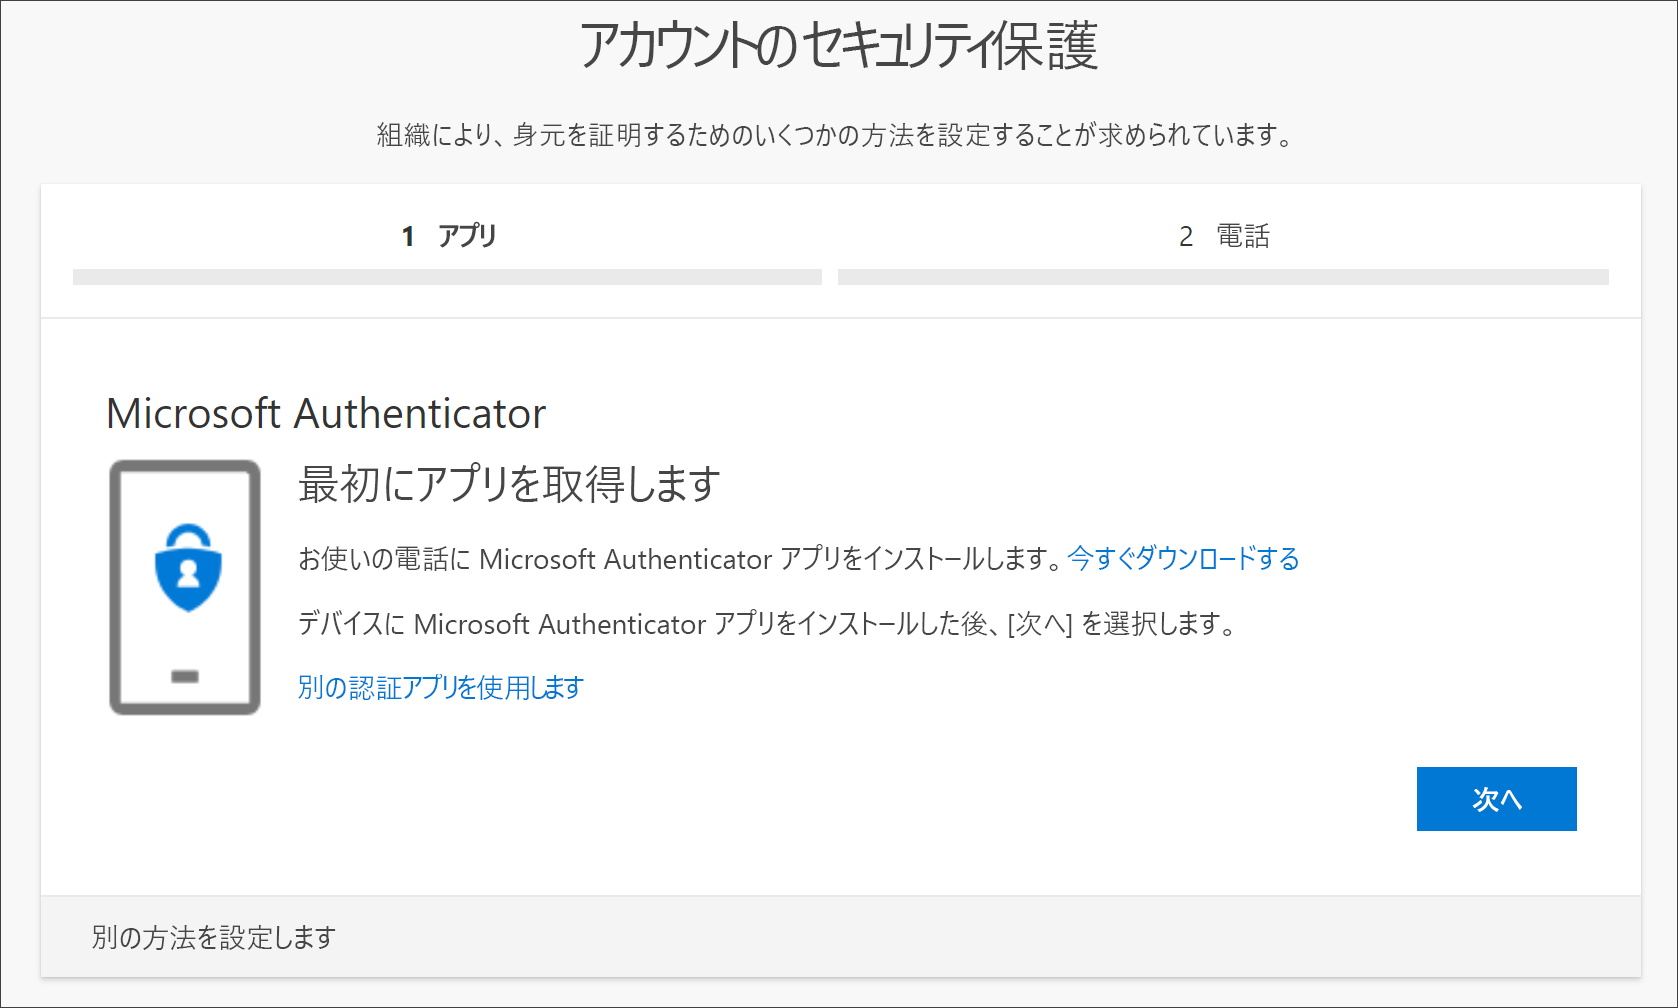 アカウントのセキュリティ保護
組織により、身元を証明するためのいくつかの方法を設定することが求められています。
1 アプリ
2 電話
Microsoft Authenticator
最初にアプリを取得します
お使いの電話に Microsoft Authenticator アプリをインストールします。今すぐダウンロードする
デバイスに Microsoft Authenticator アプリをインストールした後、[次へ] を選択します。
別の認証アプリを使用します
次へ
別の方法を設定します